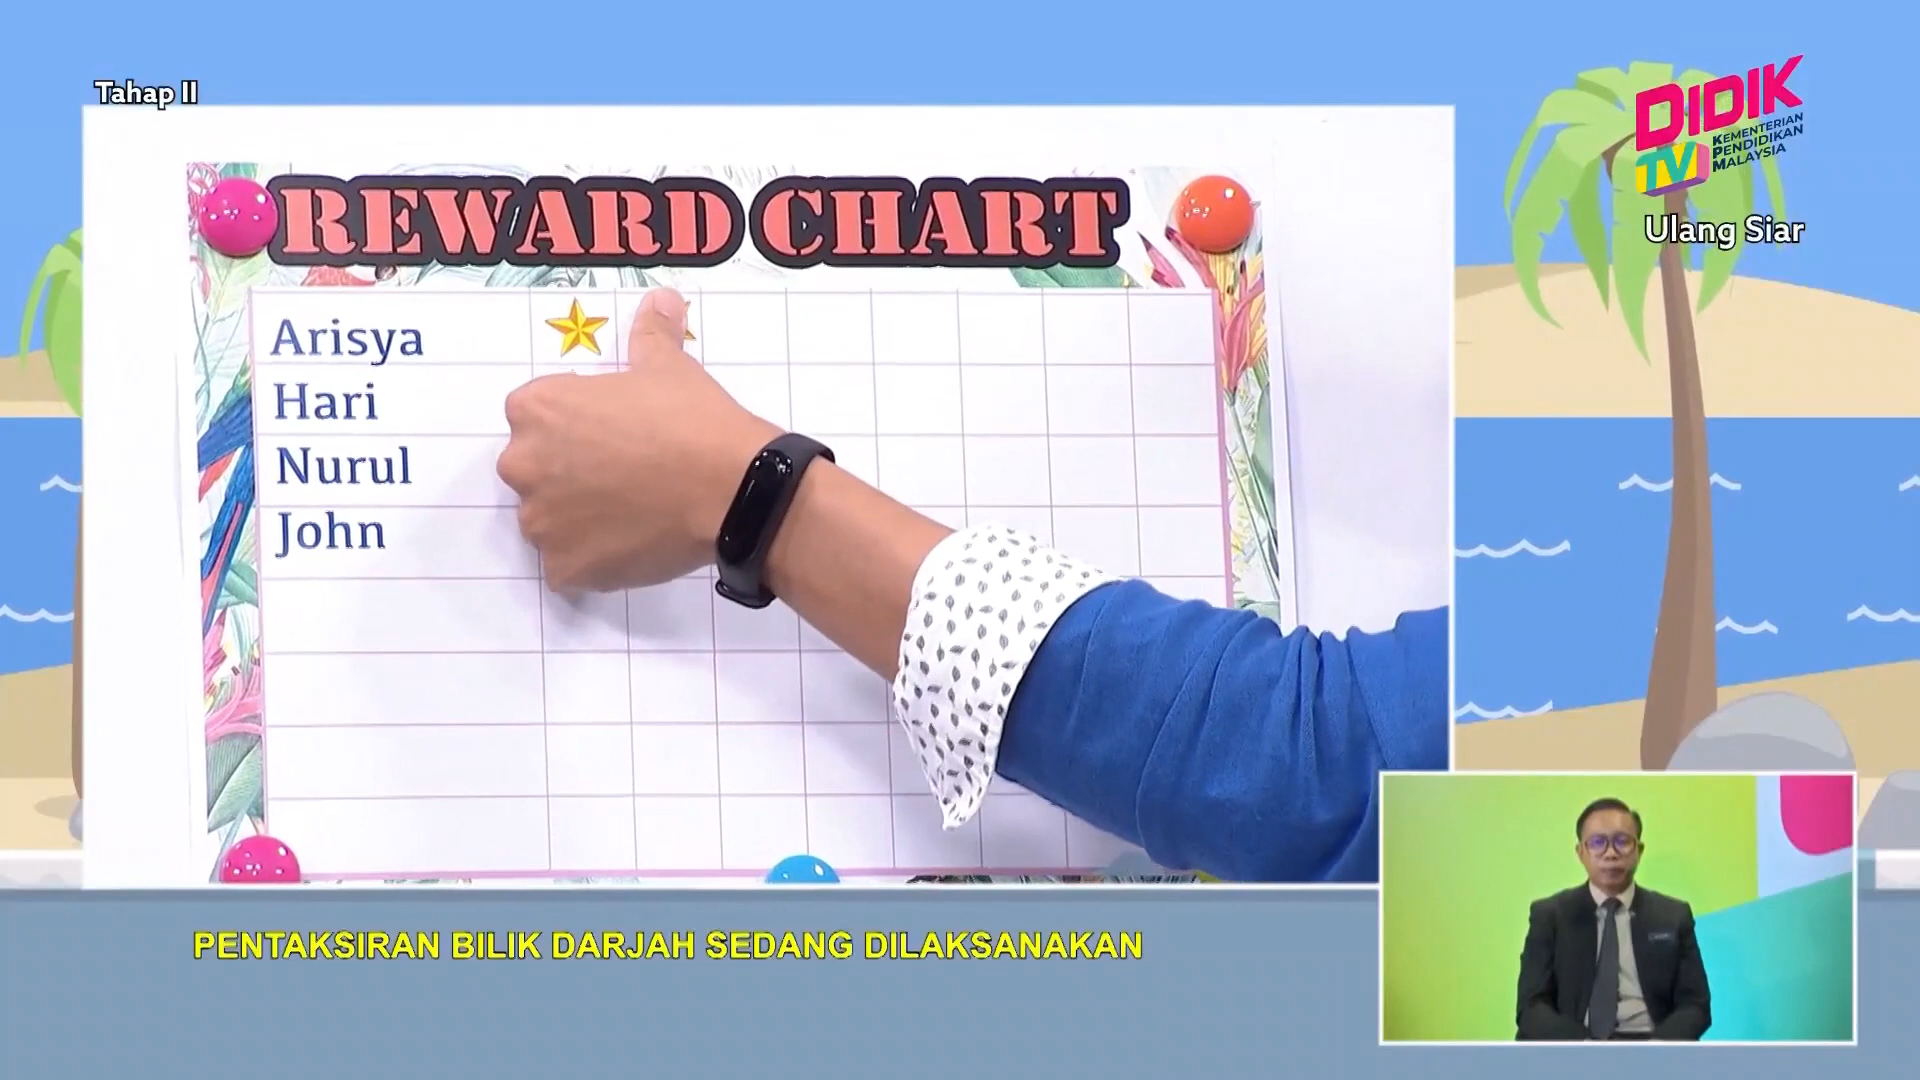 Tahap II
DIDIK
TV
KEMENTERIAN
PENDIDIKAN
MALAYSIA
Ulang Siar
REWARD CHART
Arisya
Hari
Nurul
John
PENTAKSIRAN BILIK DARJAH SEDANG DILAKSANAKAN